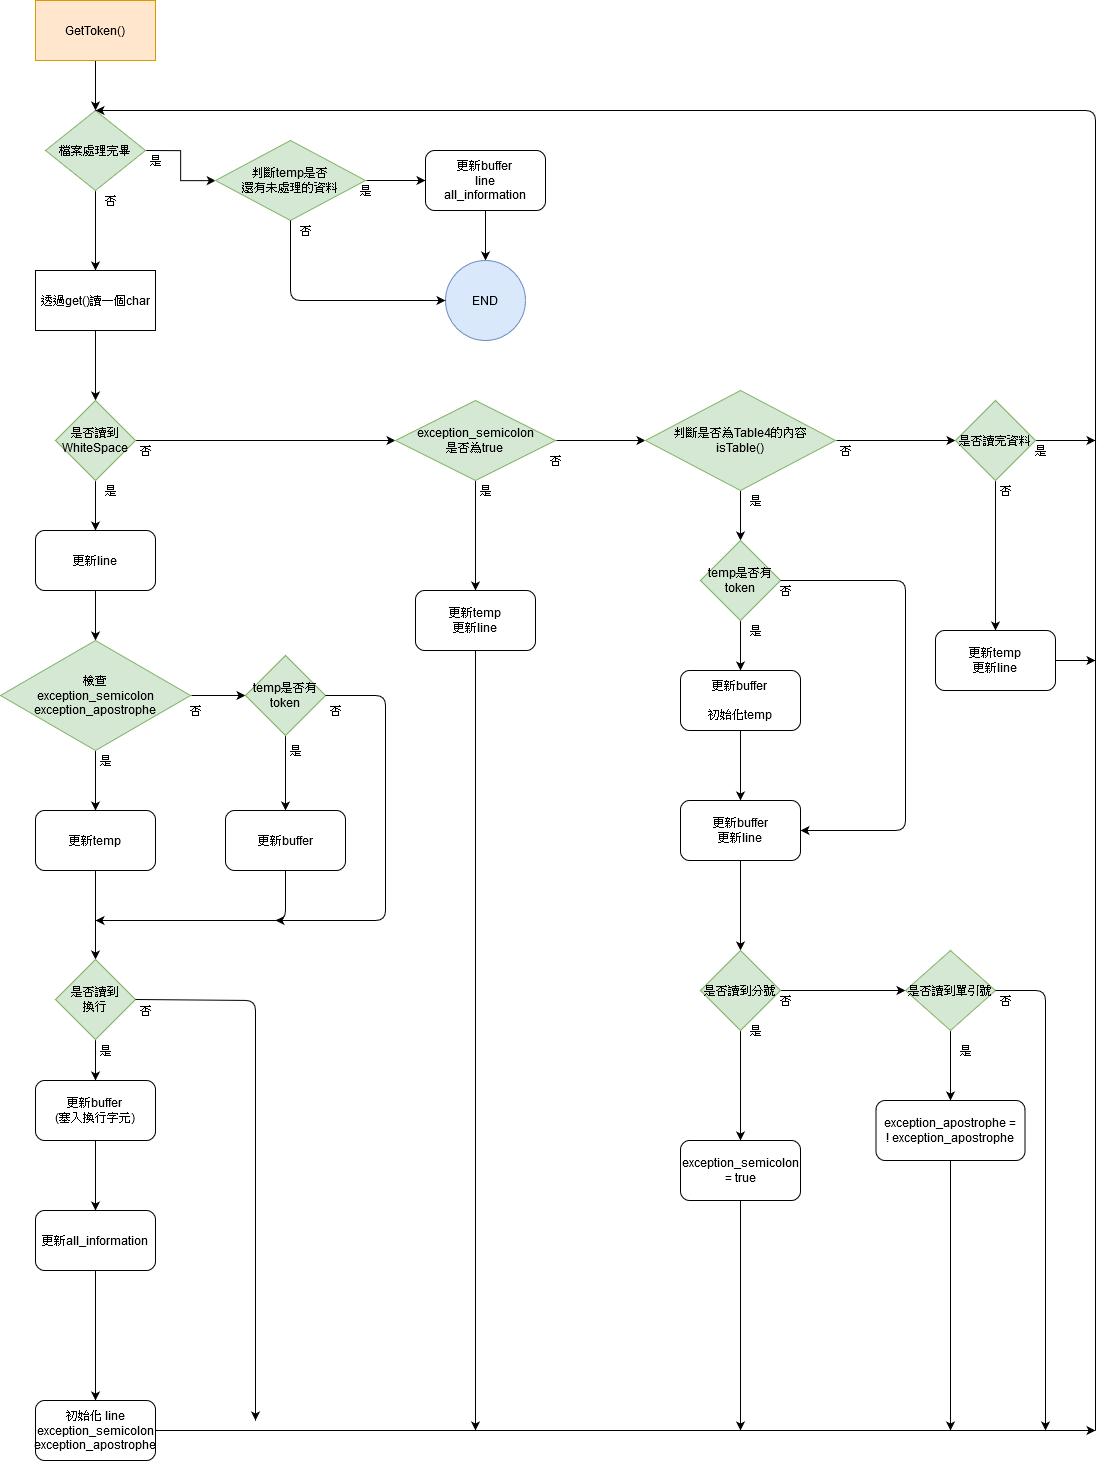 GetToken()
檔案處理完畢
是
否
判斷temp是否
還有未處理的資料
是
否
更新buffer
line
all_information
END
透過get()讀一個char
是否讀到
WhiteSpace
否
是
exception_semicolon
是否為true
否
是
判斷是否為Table4的內容
isTable()
否
是
是否讀完資料
是
否
更新line
更新temp
更新line
temp是否有
token
否
是
更新temp
更新line
檢查
exception_semicolon
exception_apostrophe
否
是
temp是否有
token
否
是
更新buffer
初始化temp
更新temp
更新buffer
更新buffer
更新line
是否讀到
換行
否
是
是否讀到分號
否
是
是否讀到單引號
否
是
更新buffer
(塞入換行字元)
exception_semicolon
= true
exception_apostrophe =
! exception_apostrophe
更新all_information
初始化 line
exception_semicolon
exception_apostrophe